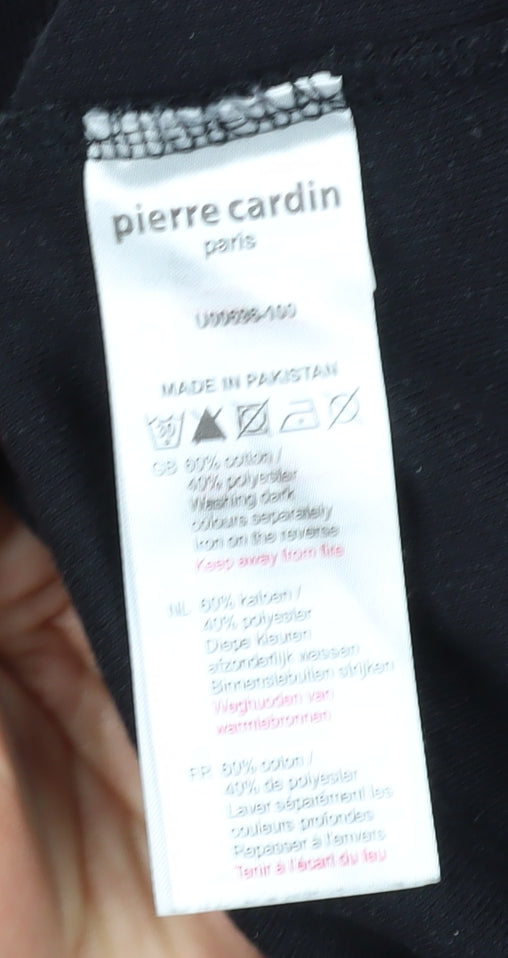 pierre cardin
paris
MADE IN PAKISTAN
30
GB 60% cotton /
40% polyester
Washing dark
colours separately
Iron on the reverse
Keep away from fire
NL 60% katoen /
40% polyester
Diepe kleuren
afzonderlijk wassen
Binnenstebuiten strijken
Weghouden van
warmtebronnen
FR 60% coton /
40% de polyester
Laver séparément les
couleurs profondes
Repasser à l'envers
Tenir à l'écart du feu